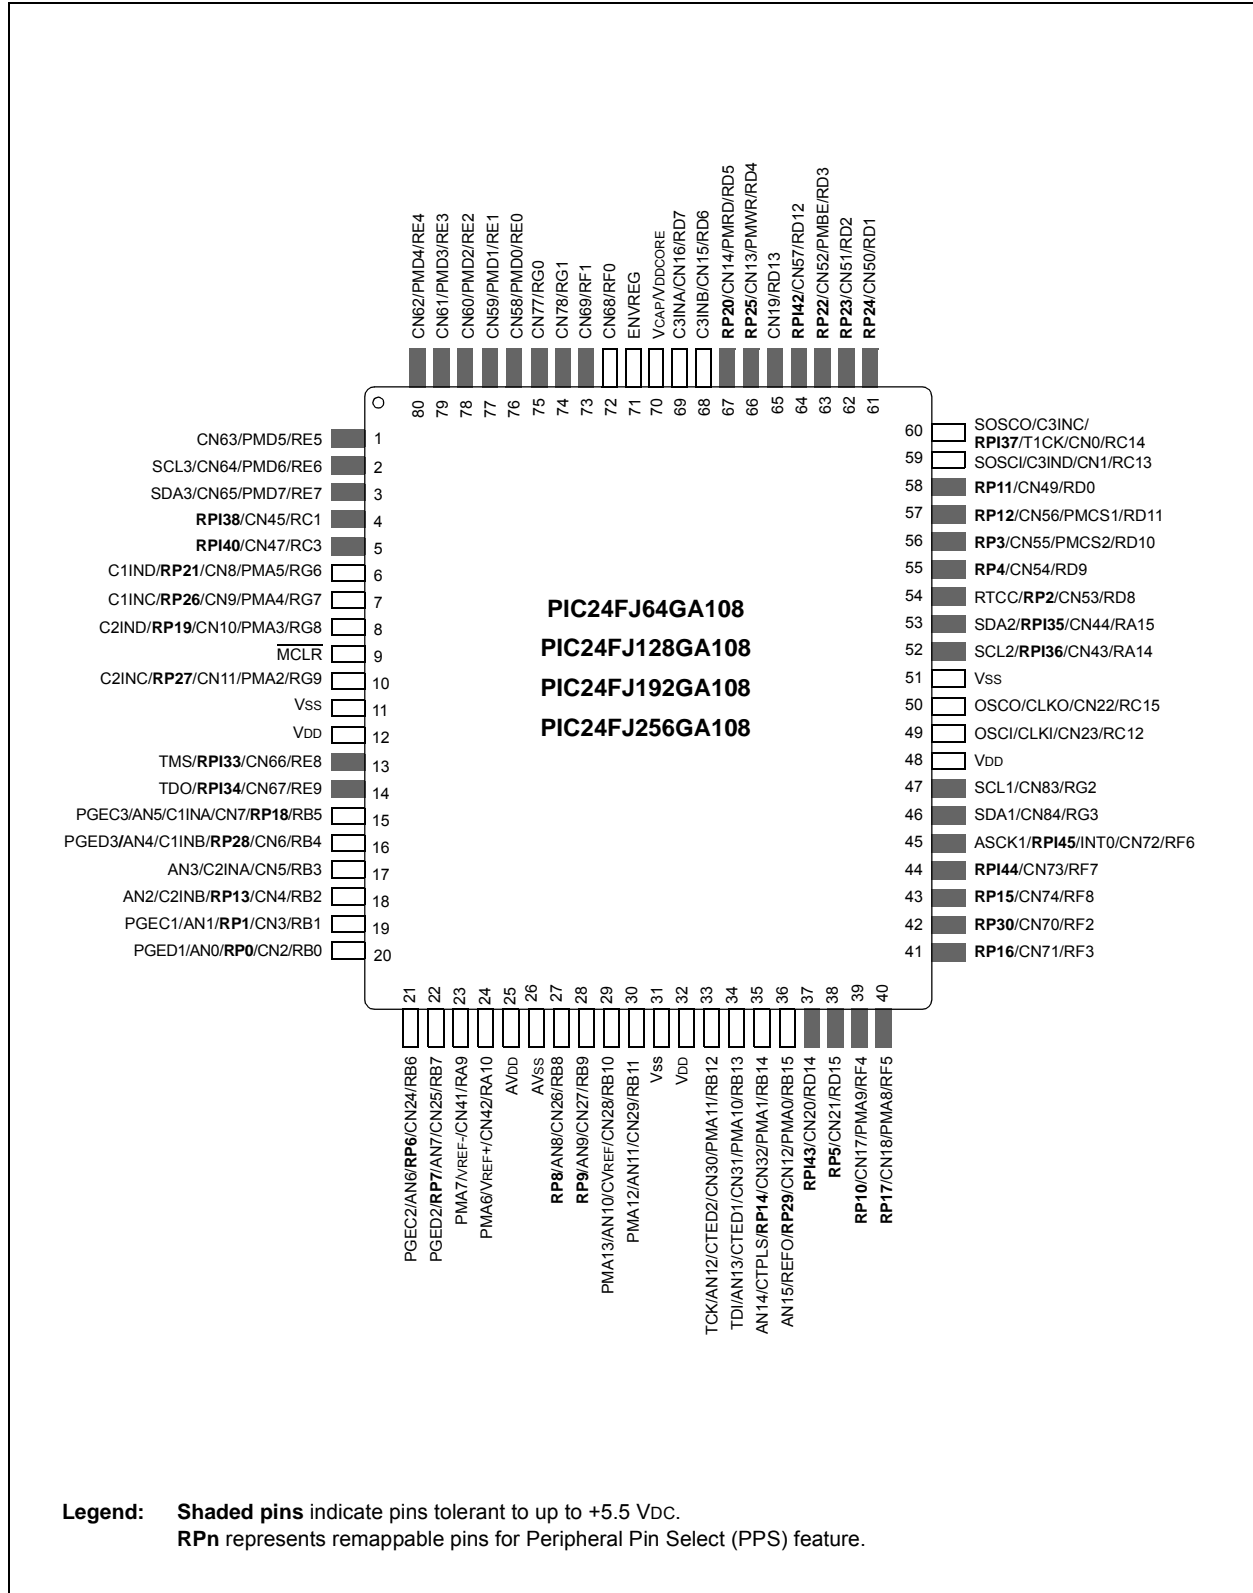 CN62/PMD4/RE4
CN61/PMD3/RE3
CN60/PMD2/RE2
CN59/PMD1/RE1
CN58/PMD0/RE0
CN77/RG0
CN78/RG1
CN69/RF1
CN68/RF0
ENVREG
VCAP/VDDCORE
C3INA/CN16/RD7
C3INB/CN15/RD6
RP20/CN14/PMRD/RD5
RP25/CN13/PMWR/RD4
CN19/RD13
RPI42/CN57/RD12
RP22/CN52/PMBE/RD3
RP23/CN51/RD2
RP24/CN50/RD1
80
79
78
77
76
75
74
73
72
71
70
69
68
67
66
65
64
63
62
61
CN63/PMD5/RE5 1
SCL3/CN64/PMD6/RE6 2
SDA3/CN65/PMD7/RE7 3
RPI38/CN45/RC1 4
RPI40/CN47/RC3 5
C1IND/RP21/CN8/PMA5/RG6 6
C1INC/RP26/CN9/PMA4/RG7 7
C2IND/RP19/CN10/PMA3/RG8 8
MCLR 9
C2INC/RP27/CN11/PMA2/RG9 10
VSS 11
VDD 12
TMS/RPI33/CN66/RE8 13
TDO/RPI34/CN67/RE9 14
PGEC3/AN5/C1INA/CN7/RP18/RB5 15
PGED3/AN4/C1INB/RP28/CN6/RB4 16
AN3/C2INA/CN5/RB3 17
AN2/C2INB/RP13/CN4/RB2 18
PGEC1/AN1/RP1/CN3/RB1 19
PGED1/AN0/RP0/CN2/RB0 20
PIC24FJ64GA108
PIC24FJ128GA108
PIC24FJ192GA108
PIC24FJ256GA108
60 SOSCO/C3INC/
RPI37/T1CK/CN0/RC14
59 SOSCI/C3IND/CN1/RC13
58 RP11/CN49/RD0
57 RP12/CN56/PMCS1/RD11
56 RP3/CN55/PMCS2/RD10
55 RP4/CN54/RD9
54 RTCC/RP2/CN53/RD8
53 SDA2/RPI35/CN44/RA15
52 SCL2/RPI36/CN43/RA14
51 VSS
50 OSCO/CLKO/CN22/RC15
49 OSCI/CLKI/CN23/RC12
48 VDD
47 SCL1/CN83/RG2
46 SDA1/CN84/RG3
45 ASCK1/RPI45/INT0/CN72/RF6
44 RPI44/CN73/RF7
43 RP15/CN74/RF8
42 RP30/CN70/RF2
41 RP16/CN71/RF3
21
22
23
24
25
26
27
28
29
30
31
32
33
34
35
36
37
38
39
40
PGEC2/AN6/RP6/CN24/RB6
PGED2/RP7/AN7/CN25/RB7
PMA7/VREF-/CN41/RA9
PMA6/VREF+/CN42/RA10
AVDD
AVSS
RP8/AN8/CN26/RB8
RP9/AN9/CN27/RB9
PMA13/AN10/CVREF/CN28/RB10
PMA12/AN11/CN29/RB11
VSS
VDD
TCK/AN12/CTED2/CN30/PMA11/RB12
TDI/AN13/CTED1/CN31/PMA10/RB13
AN14/CTPLS/RP14/CN32/PMA1/RB14
AN15/REFO/RP29/CN12/PMA0/RB15
RPI43/CN20/RD14
RP5/CN21/RD15
RP10/CN17/PMA9/RF4
RP17/CN18/PMA8/RF5
Legend: Shaded pins indicate pins tolerant to up to +5.5 VDC.
RPn represents remappable pins for Peripheral Pin Select (PPS) feature.